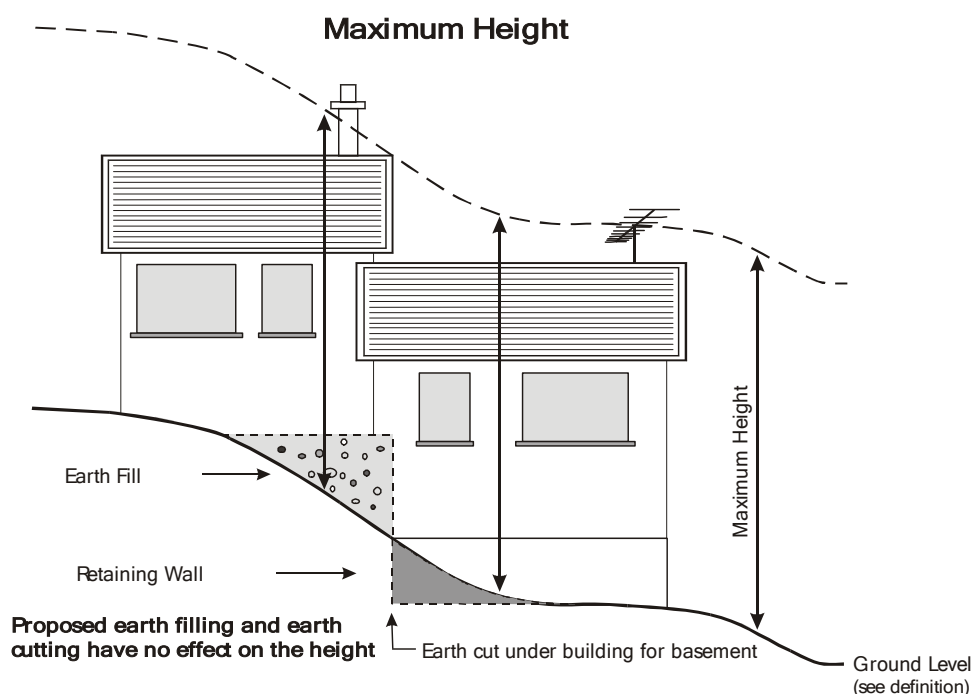 Maximum Height
Maximum Height
Earth Fill
Retaining Wall
Proposed earth filling and earth
cutting have no effect on the height
Earth cut under building for basement
Ground Level
(see definition)